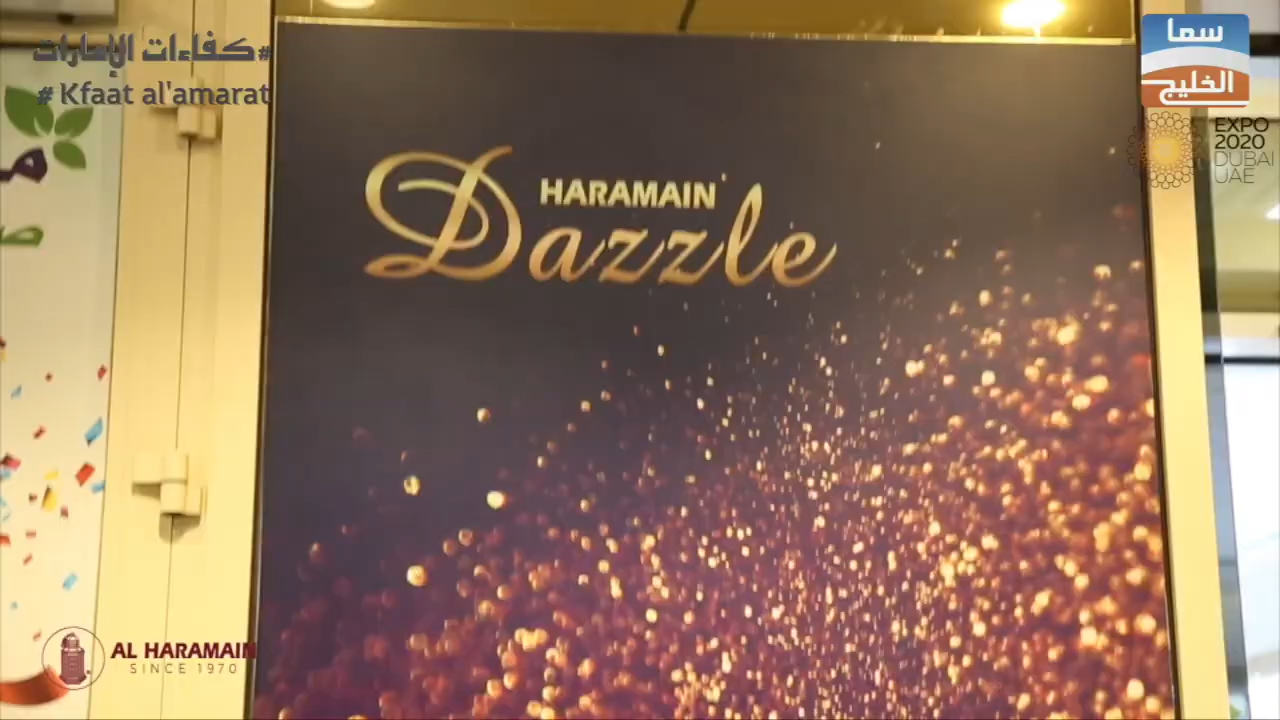 #كفاءات الإمارات
# Kfaat al'amarat
سما
الخليج
EXPO
2020
DUBAI
UAE
HARAMAIN
Dazzle
AL HARAMAIN
SINCE 1970